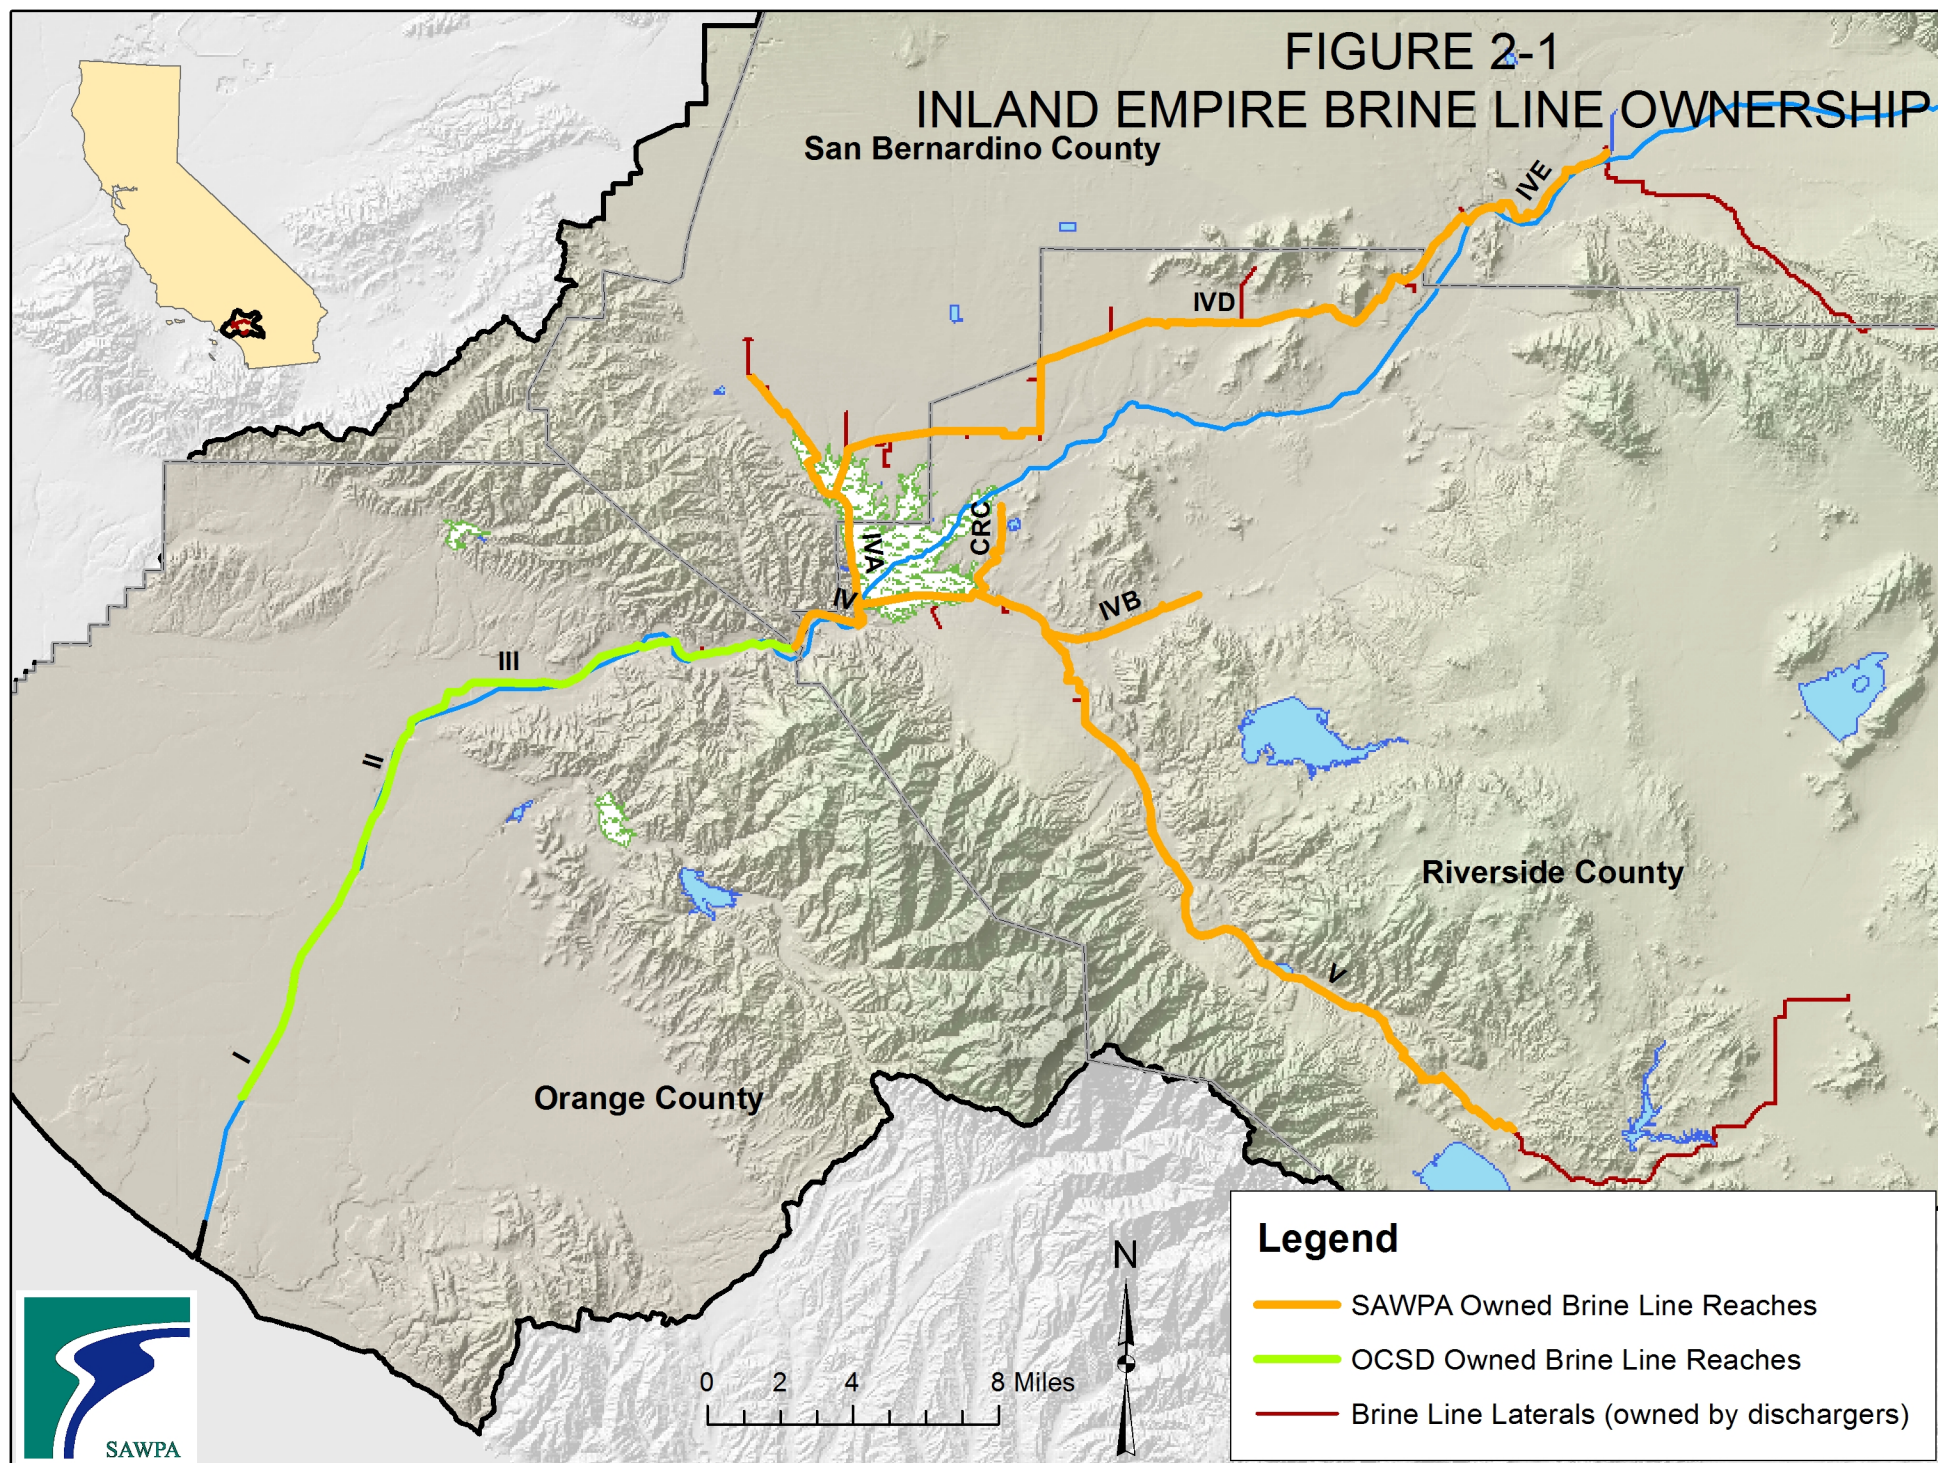 FIGURE 2-1
INLAND EMPIRE BRINE LINE OWNERSHIP
San Bernardino County
IVE
IVD
CRC
IVA
IV
IVB
III
II
Riverside County
V
I
Orange County
N
0 2 4 8 Miles
Legend
SAWPA Owned Brine Line Reaches
OCSD Owned Brine Line Reaches
Brine Line Laterals (owned by dischargers)
SAWPA